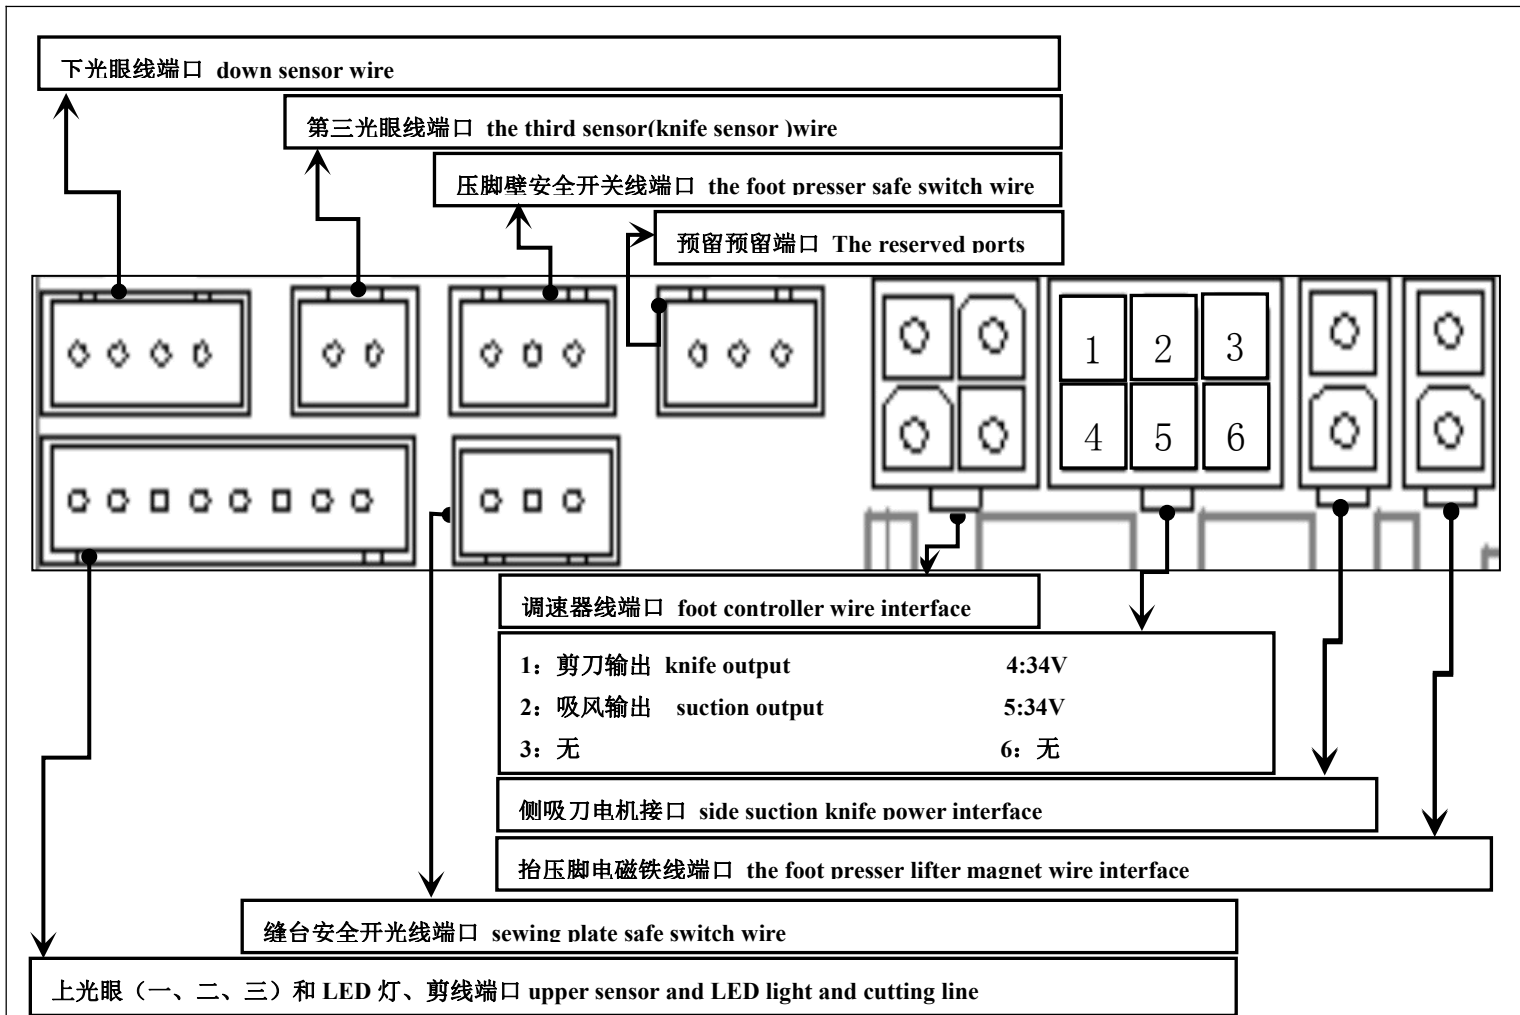 下光眼线端口 down sensor wire
第三光眼线端口 the third sensor(knife sensor )wire
压脚壁安全开关线端口 the foot presser safe switch wire
预留预留端口 The reserved ports
1 2 3
4 5 6
调速器线端口 foot controller wire interface
1：剪刀输出 knife output 4:34V
2：吸风输出 suction output 5:34V
3：无 6：无
侧吸刀电机接口 side suction knife power interface
抬压脚电磁铁线端口 the foot presser lifter magnet wire interface
缝台安全开光线端口 sewing plate safe switch wire
上光眼（一、二、三）和 LED 灯、剪线端口 upper sensor and LED light and cutting line